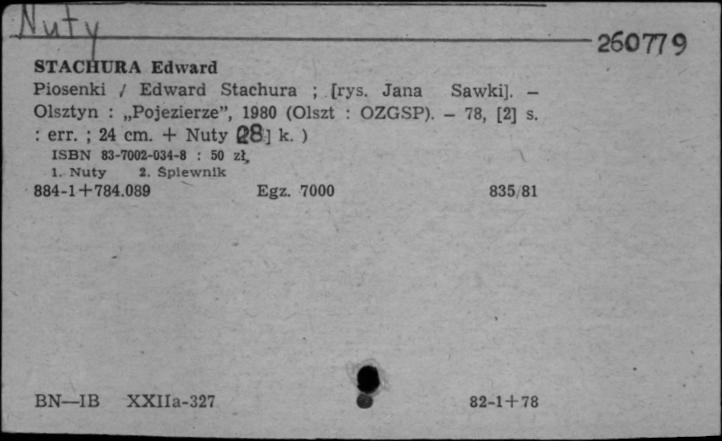 Nuty
260779
STACHURA Edward
Piosenki / Edward Stachura ; [rys. Jana Sawki]. —
Olsztyn : „Pojezierze”, 1980 (Olszt : OZGSP). — 78, [2] s.
: err. ; 24 cm. + Nuty [28] k. )
ISBN 83-7002-034-8 : 50 zł,
1. Nuty 2. Śpiewnik
884-1+784.089 Egz. 7000 835/81
BN—IB XXIIa-327 82-1+78